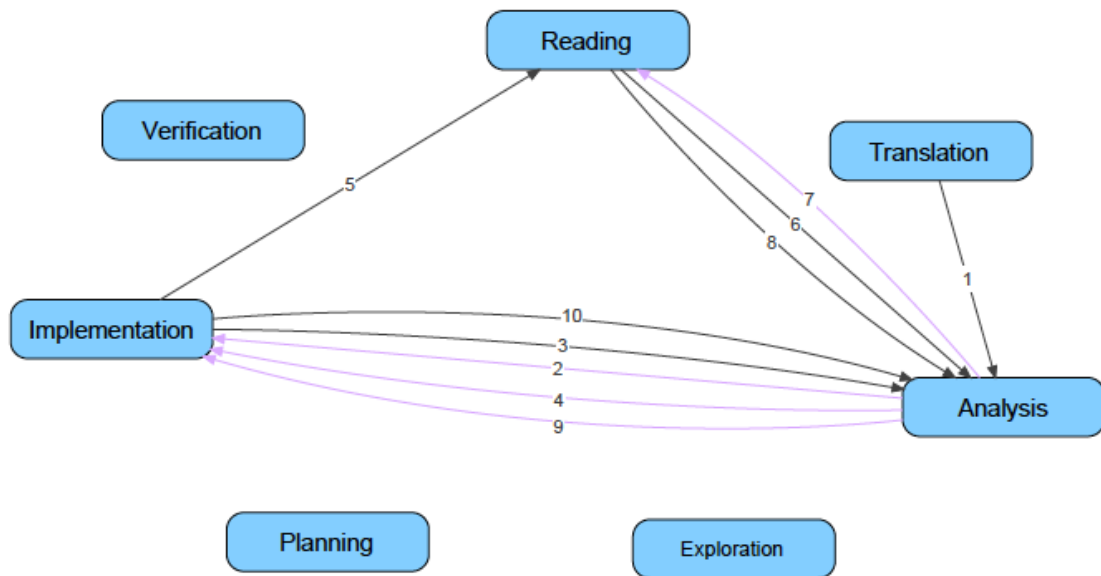 Reading
Verification
Translation
5
7
6
8
1
Implementation
10
3
2
4
9
Analysis
Planning
Exploration